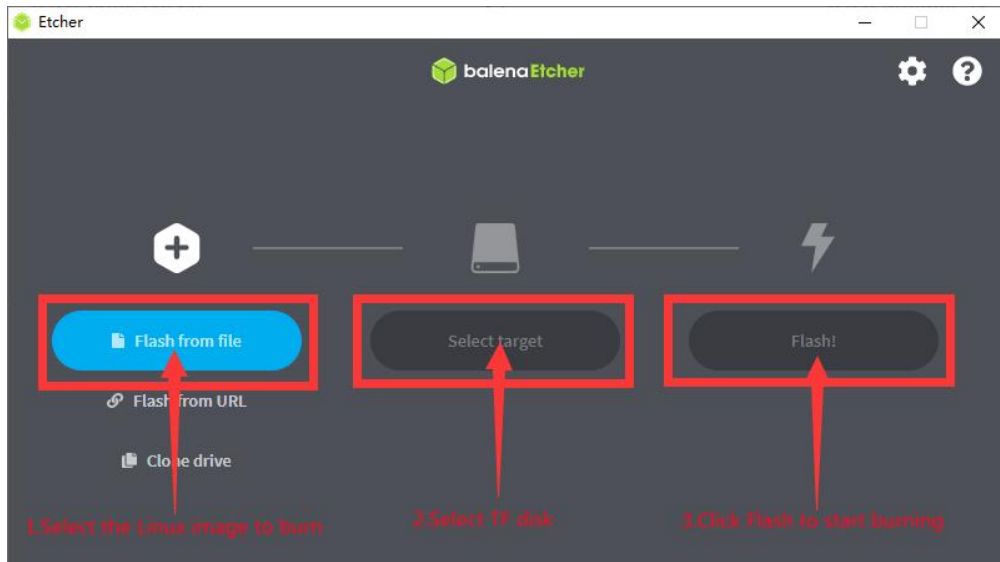 Etcher
balenaEtcher
Flash from file
Select target
Flash!
Flash from URL
Clone drive
1.Select the Linux image to burn
2.Select TF disk
3.Click Flash to start burning